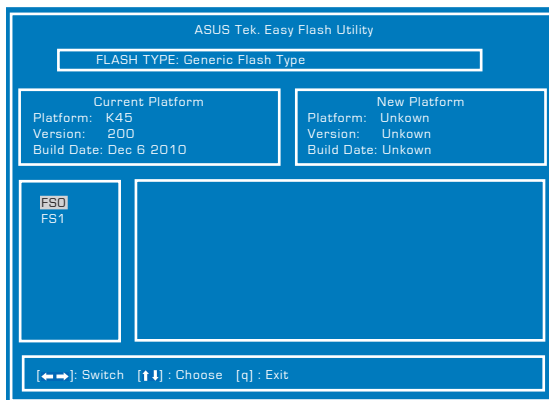 ASUS Tek. Easy Flash Utility
FLASH TYPE: Generic Flash Type
Current Platform
Platform: K45
Version: 200
Build Date: Dec 6 2010
New Platform
Platform: Unkown
Version: Unkown
Build Date: Unkown
FS0
FS1
[←→]: Switch [↑↓] : Choose [q] : Exit